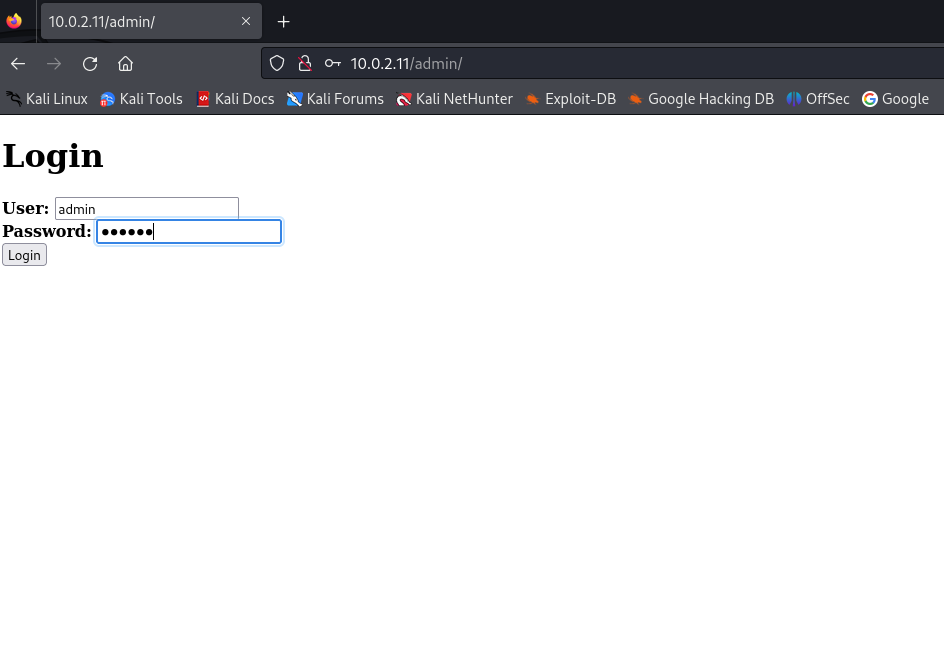 10.0.2.11/admin/
10.0.2.11/admin/
Kali Linux Kali Tools Kali Docs Kali Forums Kali NetHunter Exploit-DB Google Hacking DB OffSec Google
Login
User: admin
Password: ●●●●●●
Login